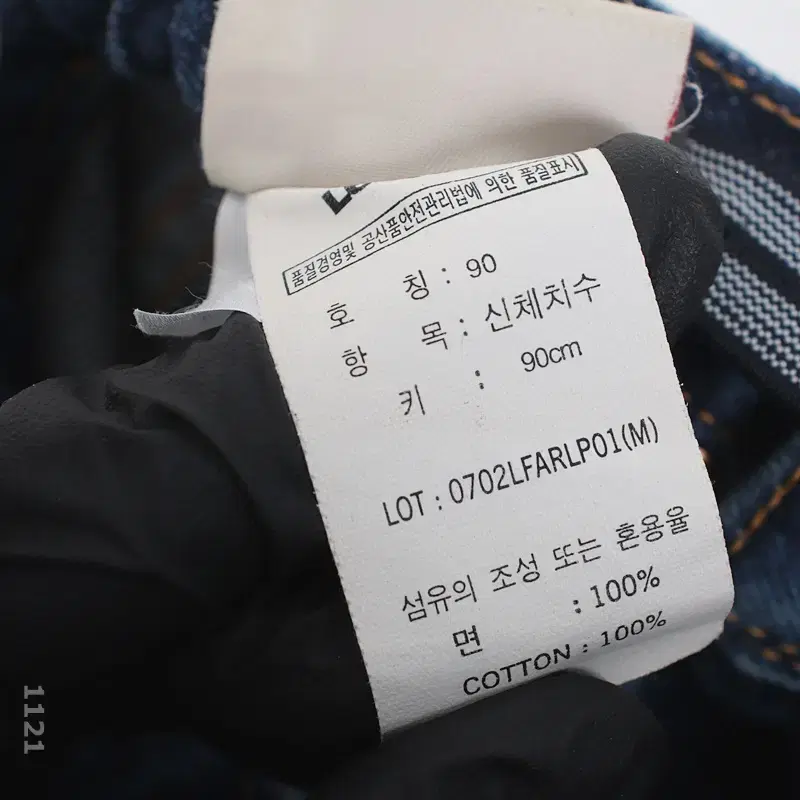 품질경영및 공산품안전관리법에 의한 품질표시
호 칭 : 90
항 목 : 신체치수
키 : 90cm
LOT : 0702LFARLP01(M)
섬유의 조성 또는 혼용율
면 : 100%
COTTON : 100%
1121